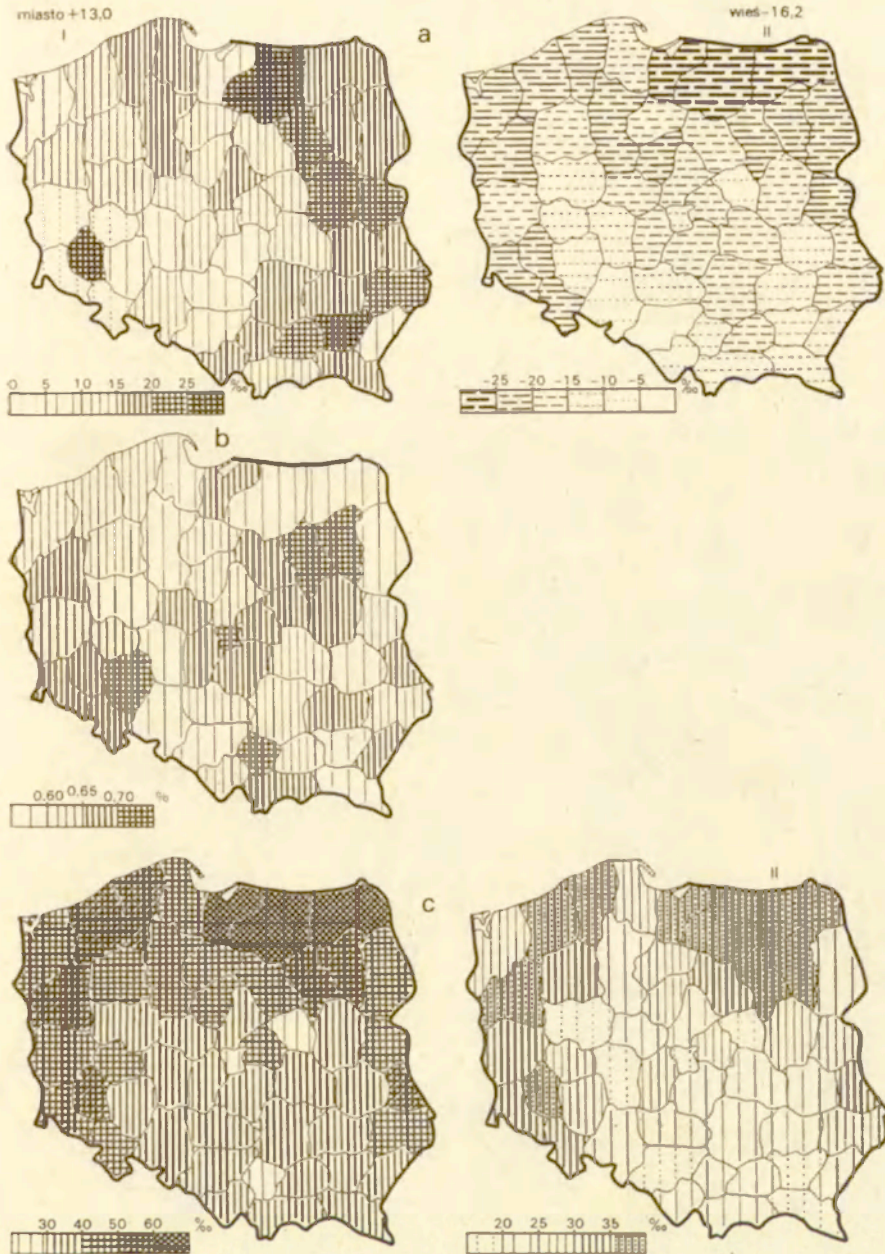 miasto +13,0
I
a
wieś -16,2
II
0 5 10 15 20 25 ‰
-25 -20 -15 -10 -5 ‰
b
0,60 0,65 0,70 %
c
II
30 40 50 60 ‰
20 25 30 35 ‰